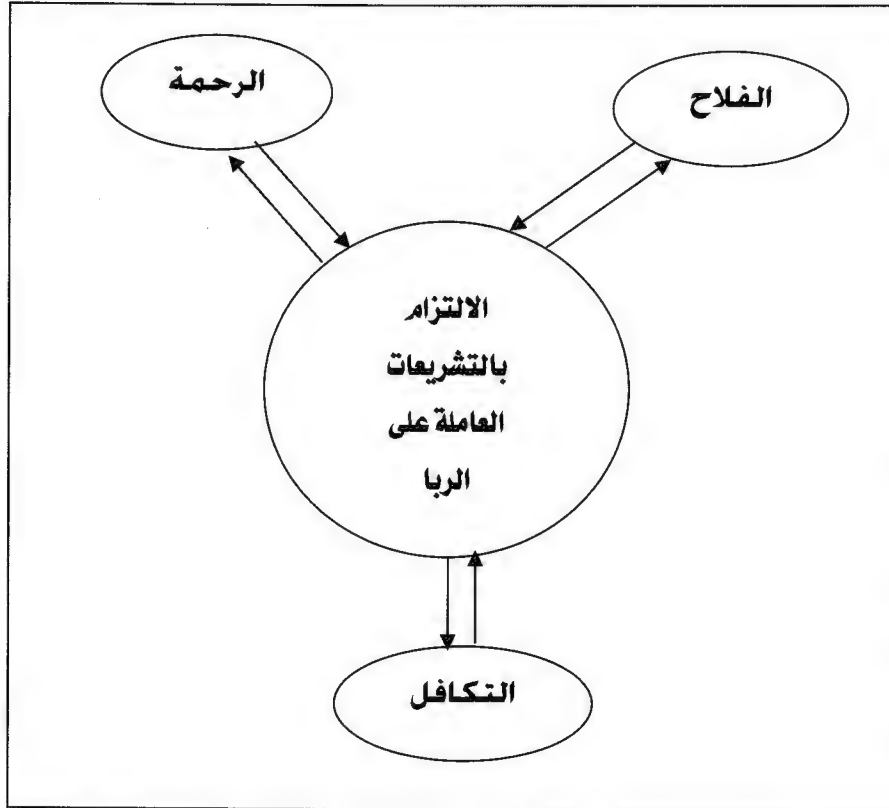 الرحمة
الفلاح
الالتزام
بالتشريعات
العاملة على
الربا
التكافل